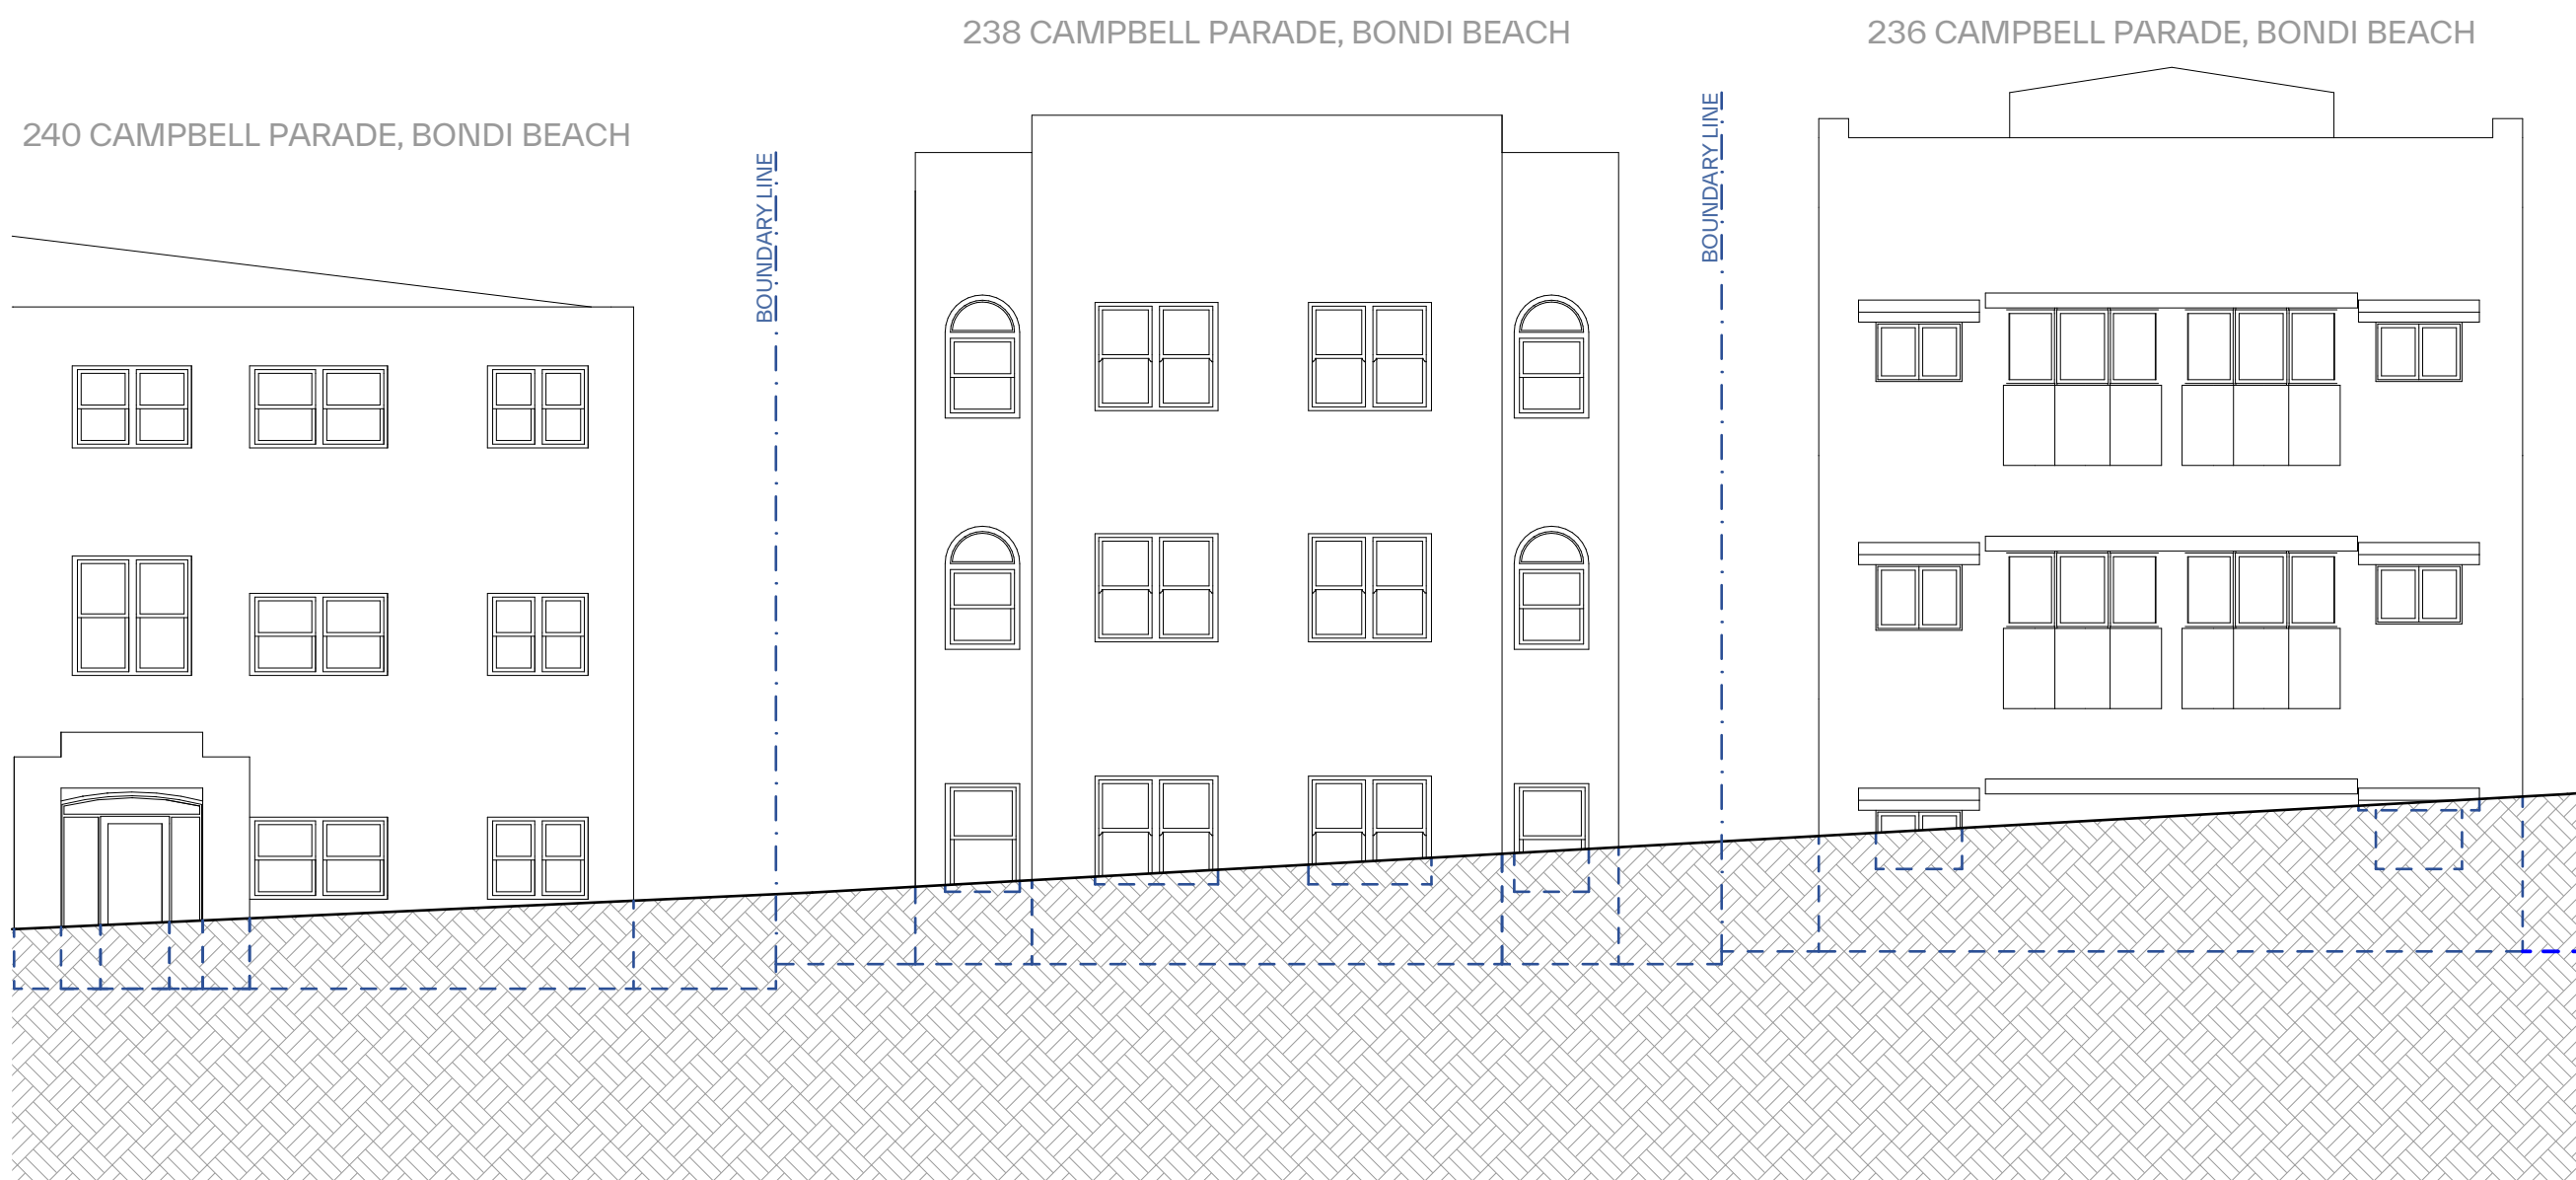 238 CAMPBELL PARADE, BONDI BEACH
236 CAMPBELL PARADE, BONDI BEACH
240 CAMPBELL PARADE, BONDI BEACH
BOUNDARY LINE
BOUNDARY LINE